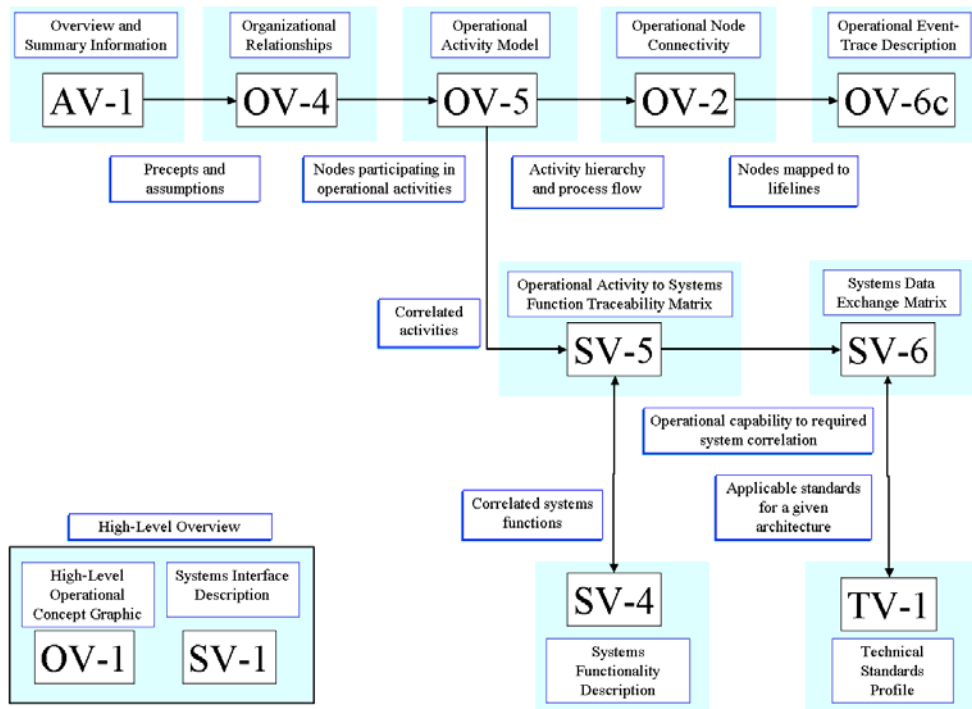 Overview and
Summary Information
AV-1
Organizational
Relationships
OV-4
Operational
Activity Model
OV-5
Operational Node
Connectivity
OV-2
Operational Event-
Trace Description
OV-6c
Precepts and
assumptions
Nodes participating in
operational activities
Activity hierarchy
and process flow
Nodes mapped to
lifelines
Correlated
activities
Operational Activity to Systems
Function Traceability Matrix
SV-5
Systems Data
Exchange Matrix
SV-6
Operational capability to required
system correlation
Correlated systems
functions
Applicable standards
for a given
architecture
High-Level Overview
High-Level
Operational
Concept Graphic
OV-1
Systems Interface
Description
SV-1
SV-4
Systems
Functionality
Description
TV-1
Technical
Standards
Profile